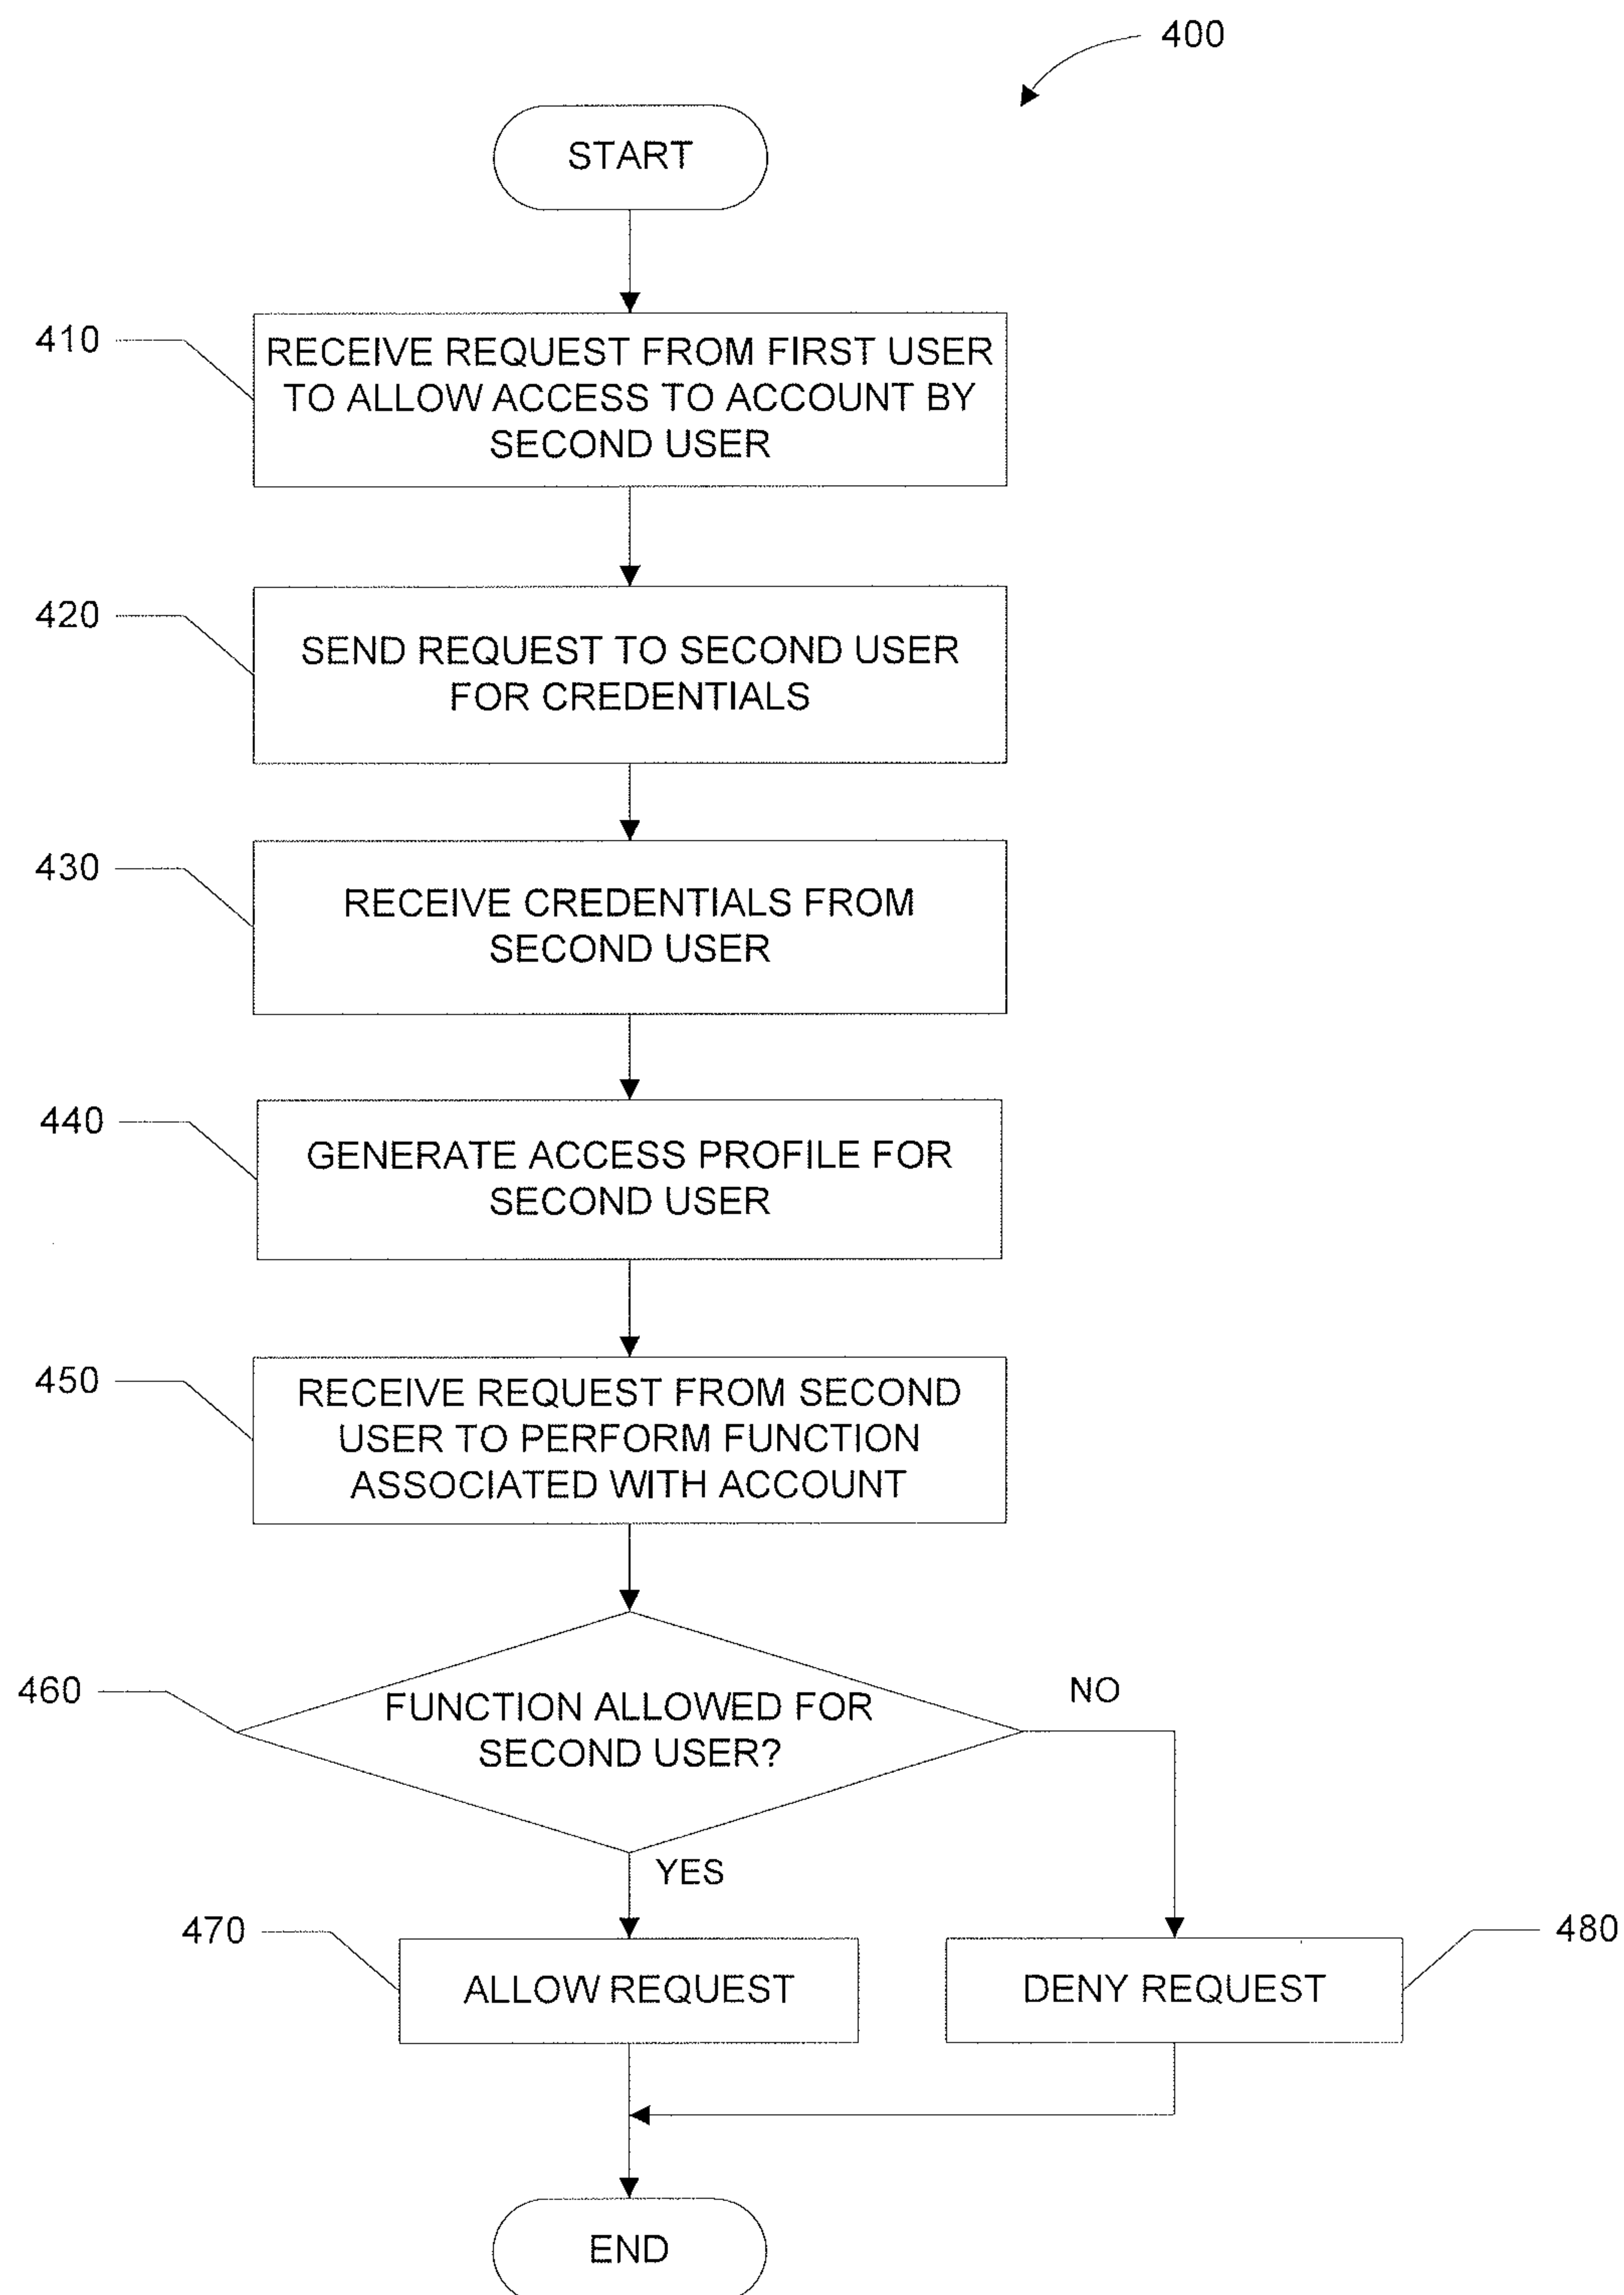 400
START
410
RECEIVE REQUEST FROM FIRST USER
TO ALLOW ACCESS TO ACCOUNT BY
SECOND USER
420
SEND REQUEST TO SECOND USER
FOR CREDENTIALS
430
RECEIVE CREDENTIALS FROM
SECOND USER
440
GENERATE ACCESS PROFILE FOR
SECOND USER
450
RECEIVE REQUEST FROM SECOND
USER TO PERFORM FUNCTION
ASSOCIATED WITH ACCOUNT
460
FUNCTION ALLOWED FOR
SECOND USER?
NO
YES
470
ALLOW REQUEST
DENY REQUEST
480
END